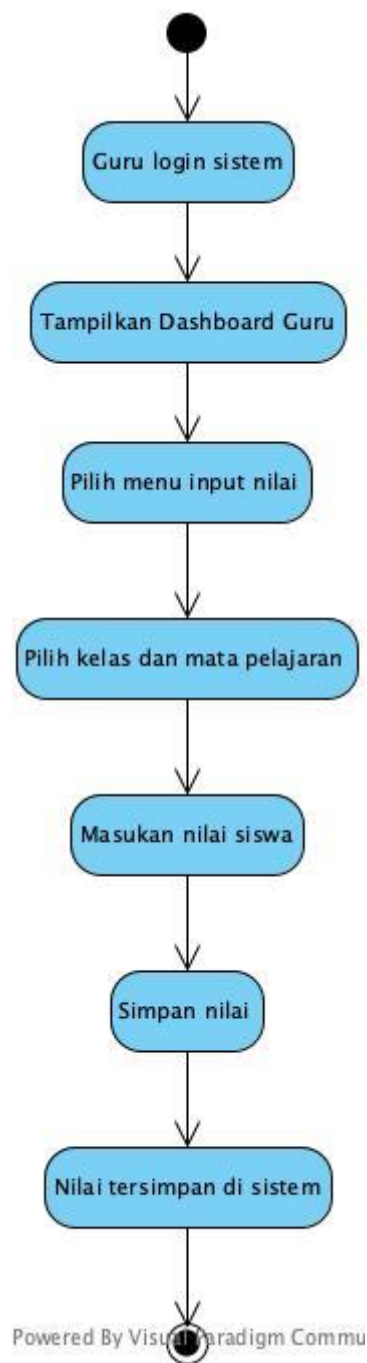 Guru login sistem
Tampilkan Dashboard Guru
Pilih menu input nilai
Pilih kelas dan mata pelajaran
Masukan nilai siswa
Simpan nilai
Nilai tersimpan di sistem
Powered By Visual Paradigm Commu